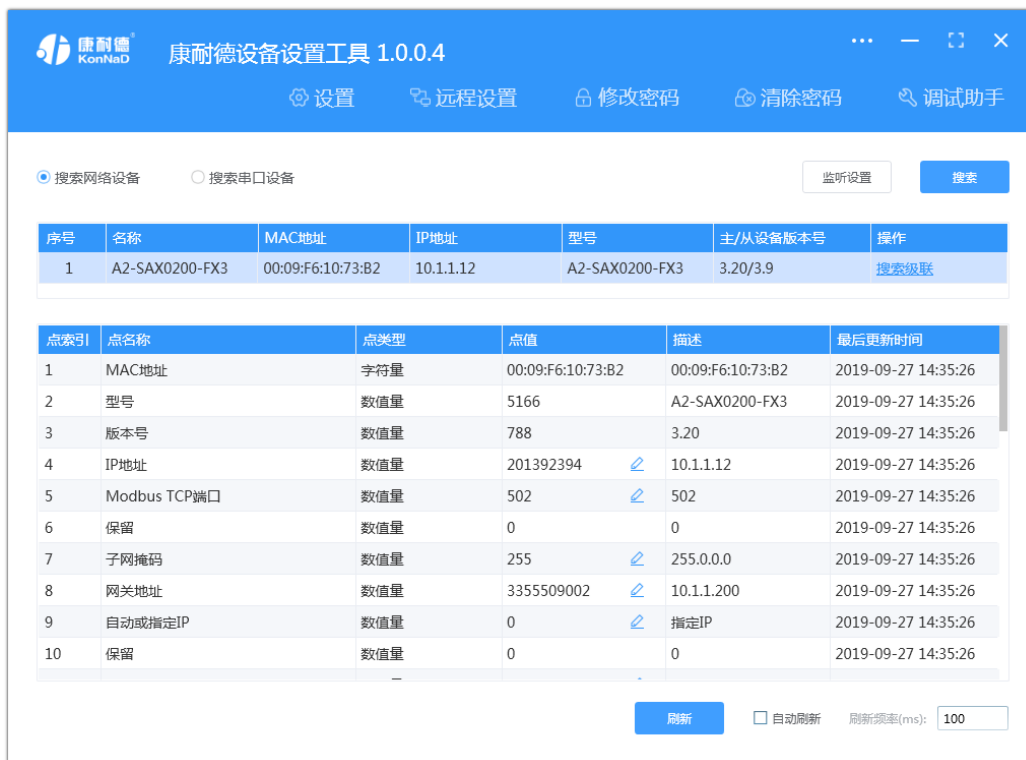 康耐德®
KonNaD
康耐德设备设置工具 1.0.0.4
设置 远程设置 修改密码 清除密码 调试助手
搜索网络设备 搜索串口设备 监听设置 搜索
序号 名称 MAC地址 IP地址 型号 主/从设备版本号 操作
1 A2-SAX0200-FX3 00:09:F6:10:73:B2 10.1.1.12 A2-SAX0200-FX3 3.20/3.9 搜索级联
点索引 点名称 点类型 点值 描述 最后更新时间
1 MAC地址 字符量 00:09:F6:10:73:B2 00:09:F6:10:73:B2 2019-09-27 14:35:26
2 型号 数值量 5166 A2-SAX0200-FX3 2019-09-27 14:35:26
3 版本号 数值量 788 3.20 2019-09-27 14:35:26
4 IP地址 数值量 201392394 10.1.1.12 2019-09-27 14:35:26
5 Modbus TCP端口 数值量 502 502 2019-09-27 14:35:26
6 保留 数值量 0 0 2019-09-27 14:35:26
7 子网掩码 数值量 255 255.0.0.0 2019-09-27 14:35:26
8 网关地址 数值量 3355509002 10.1.1.200 2019-09-27 14:35:26
9 自动或指定IP 数值量 0 指定IP 2019-09-27 14:35:26
10 保留 数值量 0 0 2019-09-27 14:35:26
刷新 自动刷新 刷新频率(ms): 100